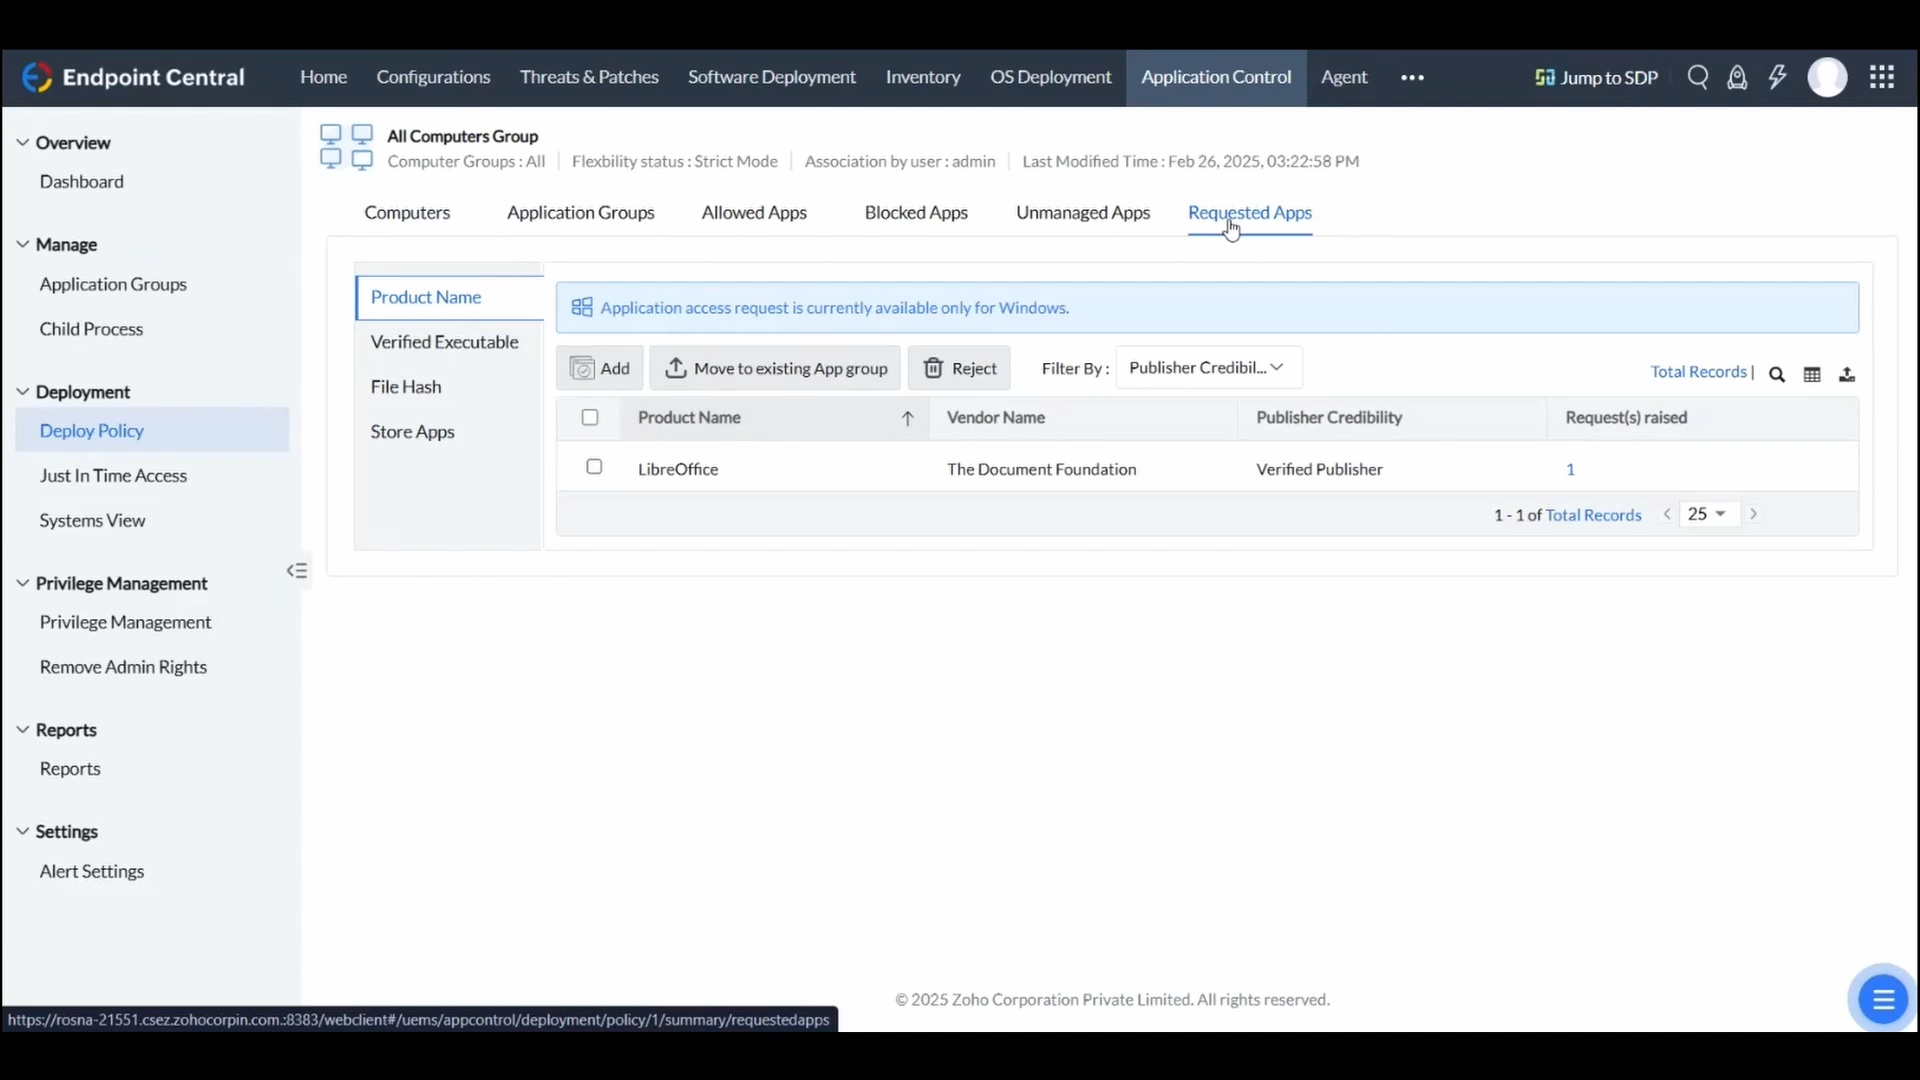 Endpoint Central
Home Configurations Threats & Patches Software Deployment Inventory OS Deployment Application Control Agent ••• Jump to SDP
Overview
Dashboard
Manage
Application Groups
Child Process
Deployment
Deploy Policy
Just In Time Access
Systems View
Privilege Management
Privilege Management
Remove Admin Rights
Reports
Reports
Settings
Alert Settings
All Computers Group
Computer Groups : All | Flexbility status : Strict Mode | Association by user : admin | Last Modified Time : Feb 26, 2025, 03:22:58 PM
Computers Application Groups Allowed Apps Blocked Apps Unmanaged Apps Requested Apps
Product Name
Verified Executable
File Hash
Store Apps
Application access request is currently available only for Windows.
Add Move to existing App group Reject Filter By : Publisher Credibil... Total Records |
Product Name Vendor Name Publisher Credibility Request(s) raised
LibreOffice The Document Foundation Verified Publisher 1
1 - 1 of Total Records 25
© 2025 Zoho Corporation Private Limited. All rights reserved.
https://rosna-21551.csez.zohocorpin.com.:8383/webclient#/uems/appcontrol/deployment/policy/1/summary/requestedapps